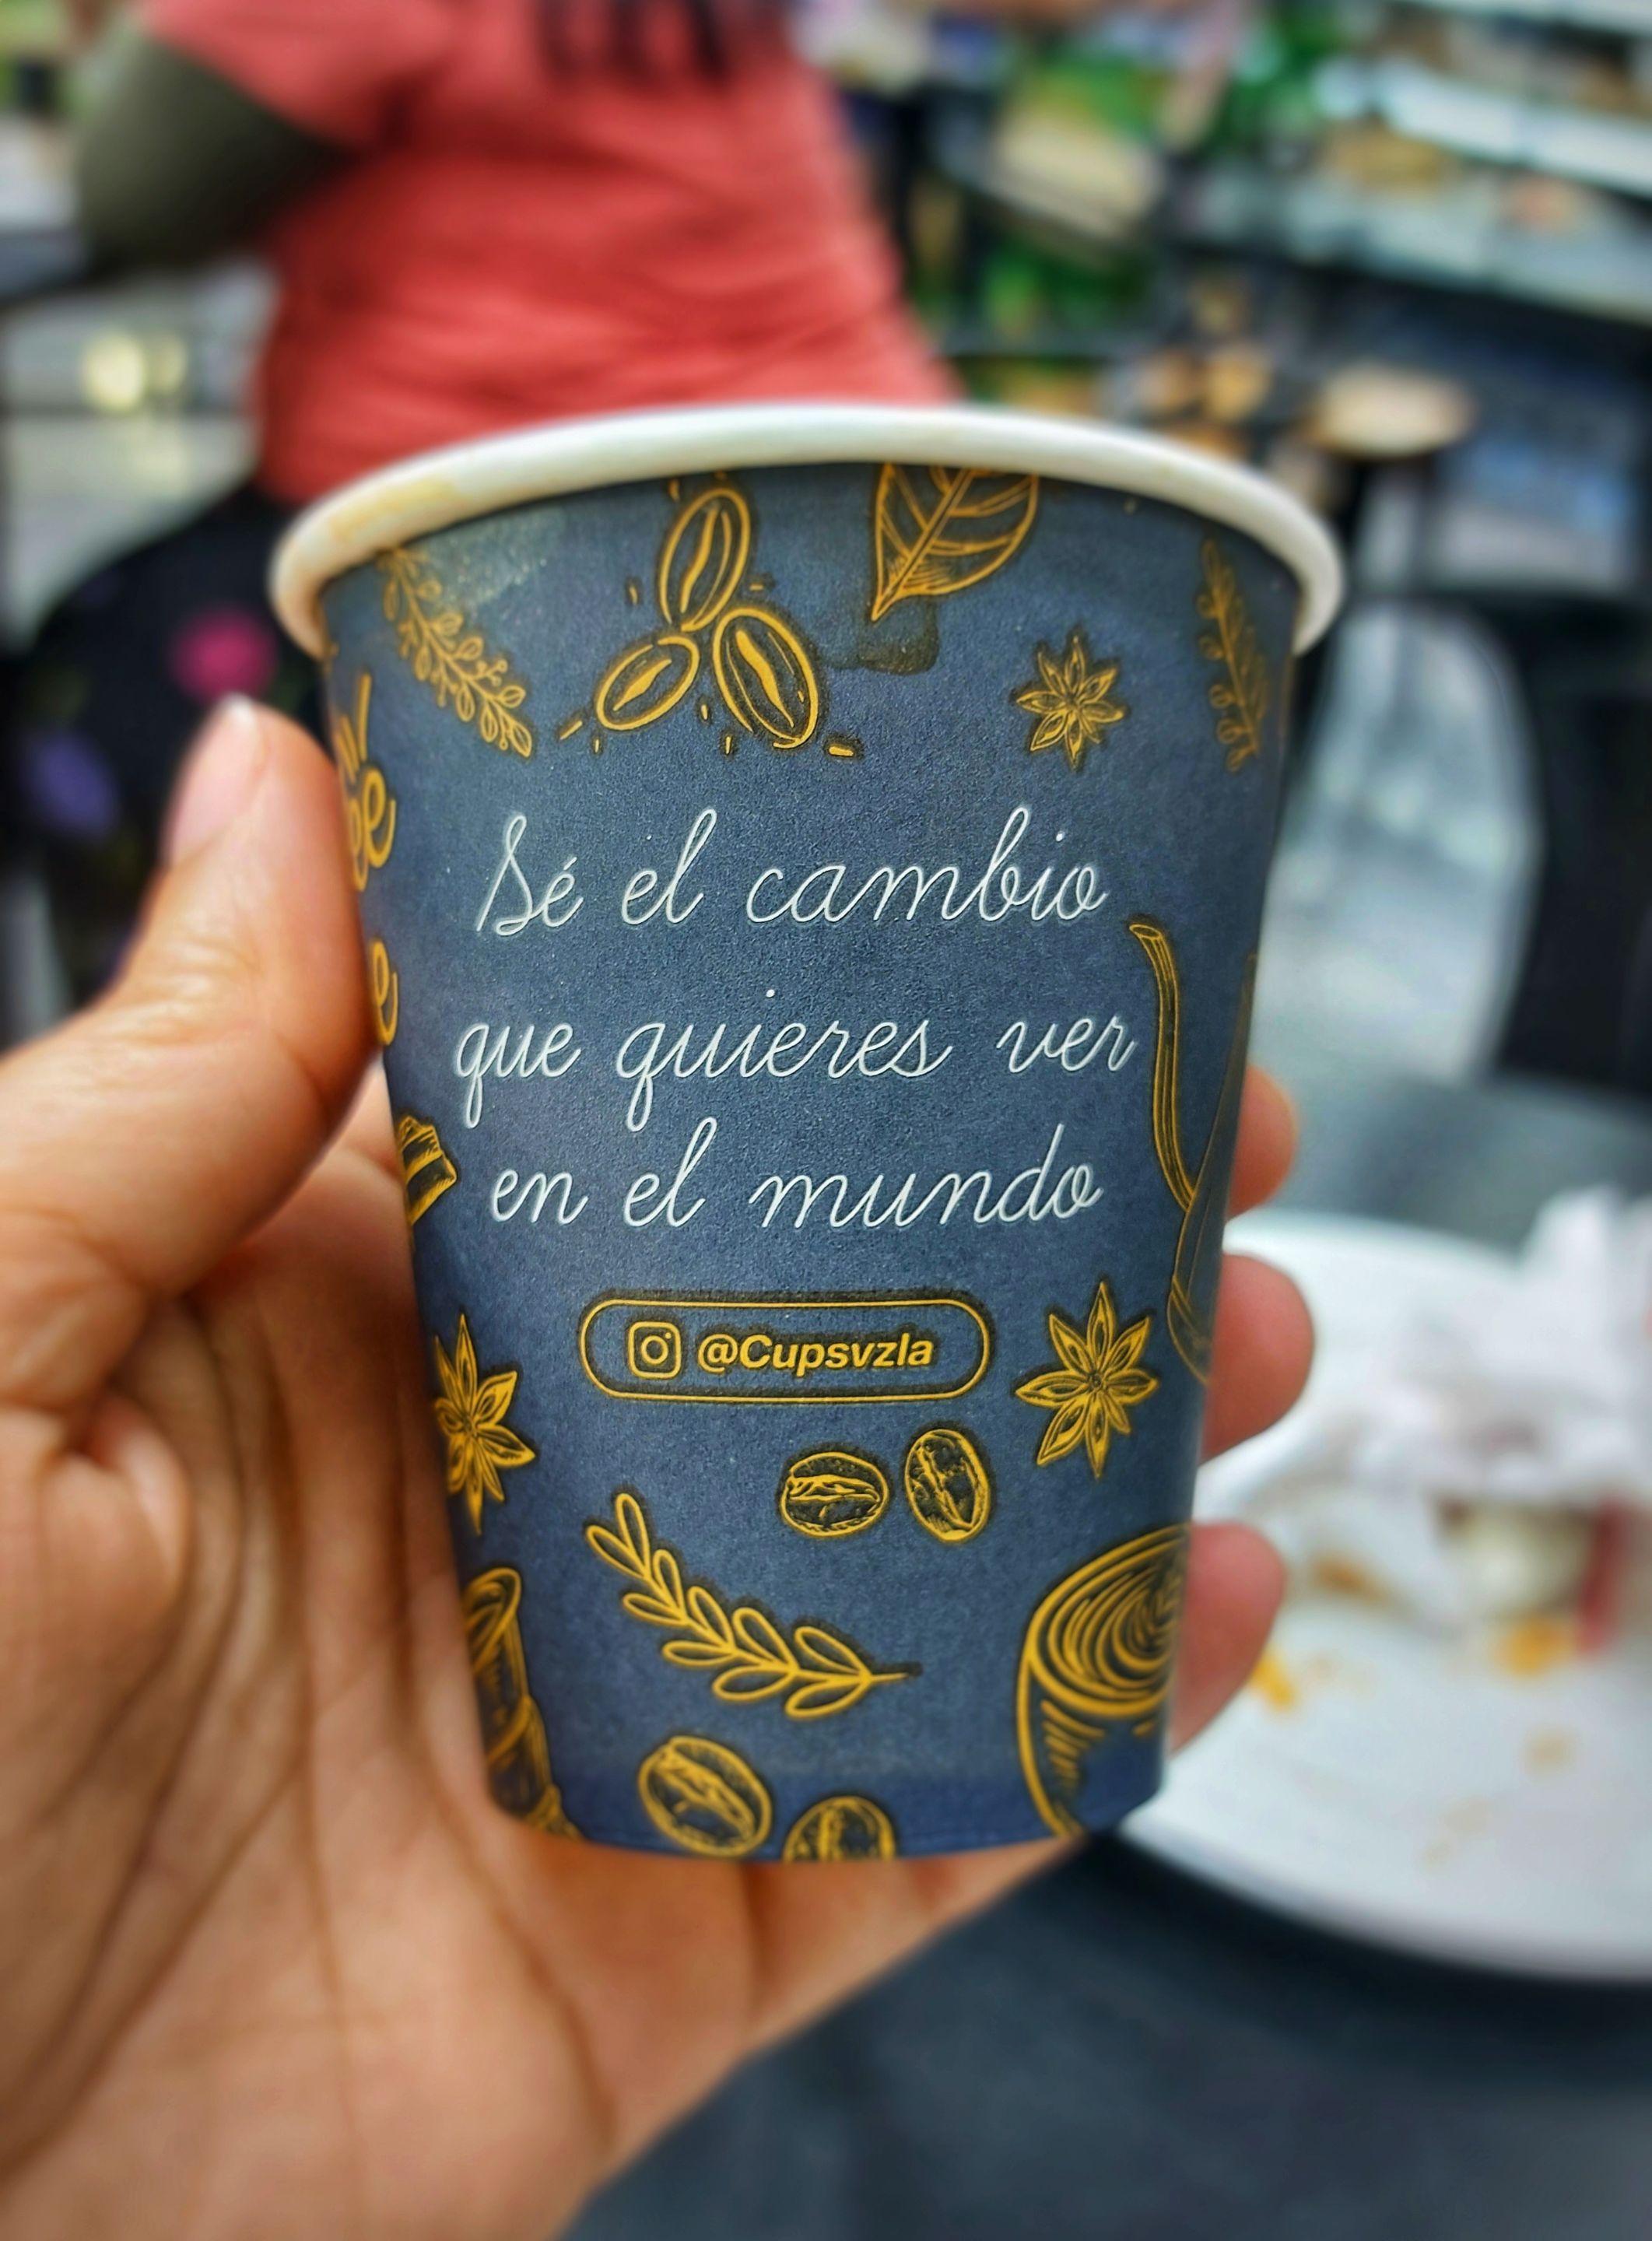 Sé el cambio
que quieres ver
en el mundo
@Cupsvzla